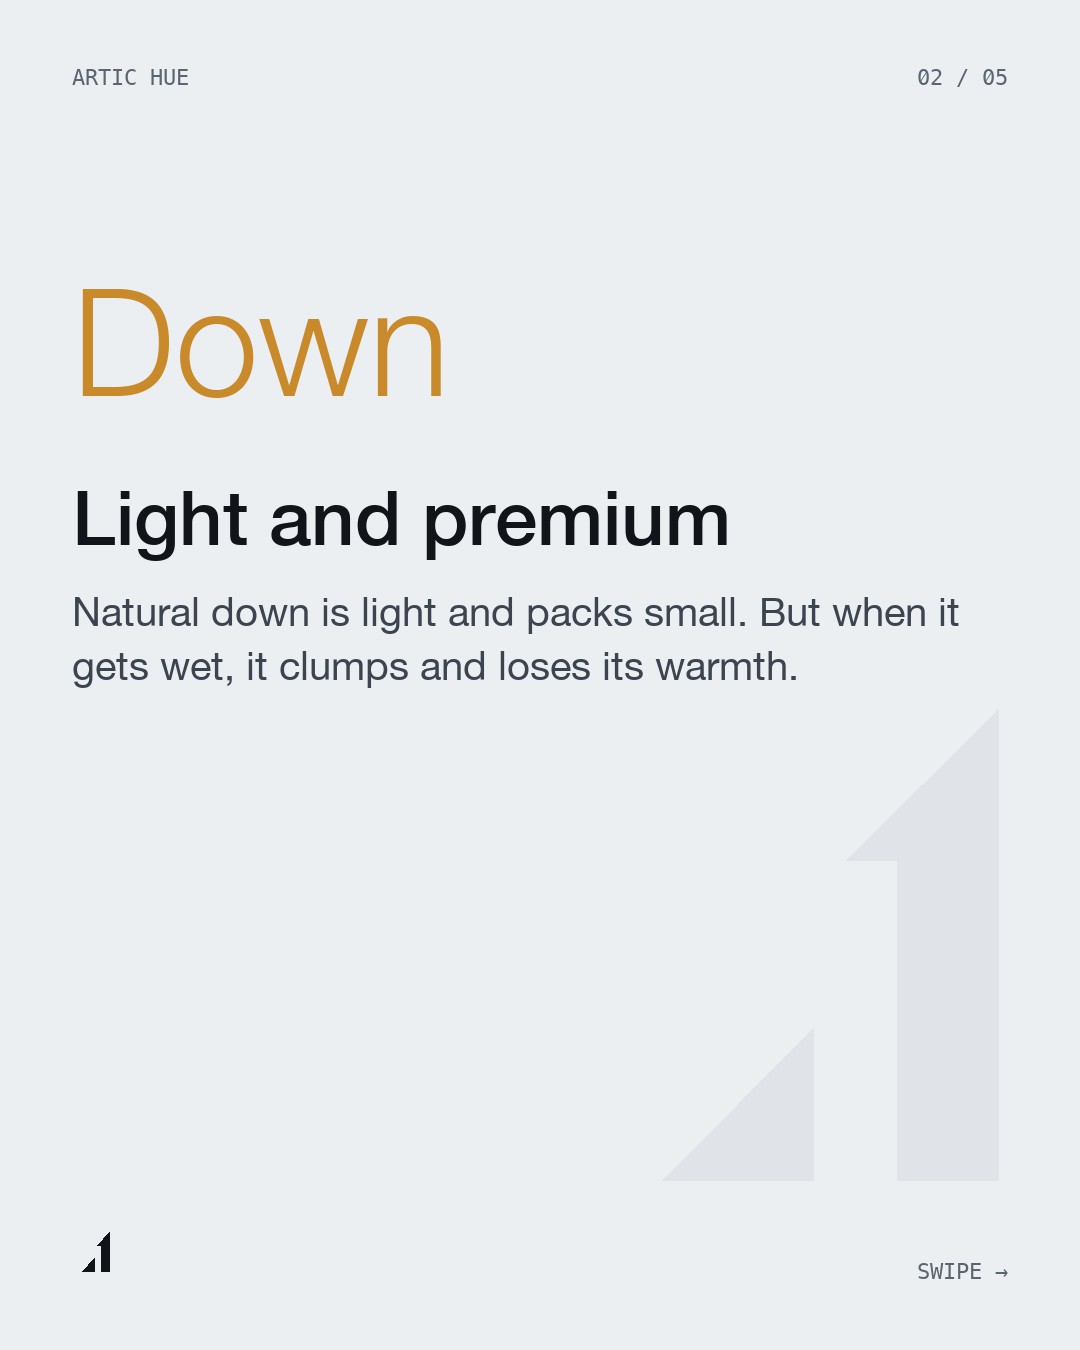 ARTIC HUE
02 / 05
Down
Light and premium
Natural down is light and packs small. But when it
gets wet, it clumps and loses its warmth.
SWIPE →